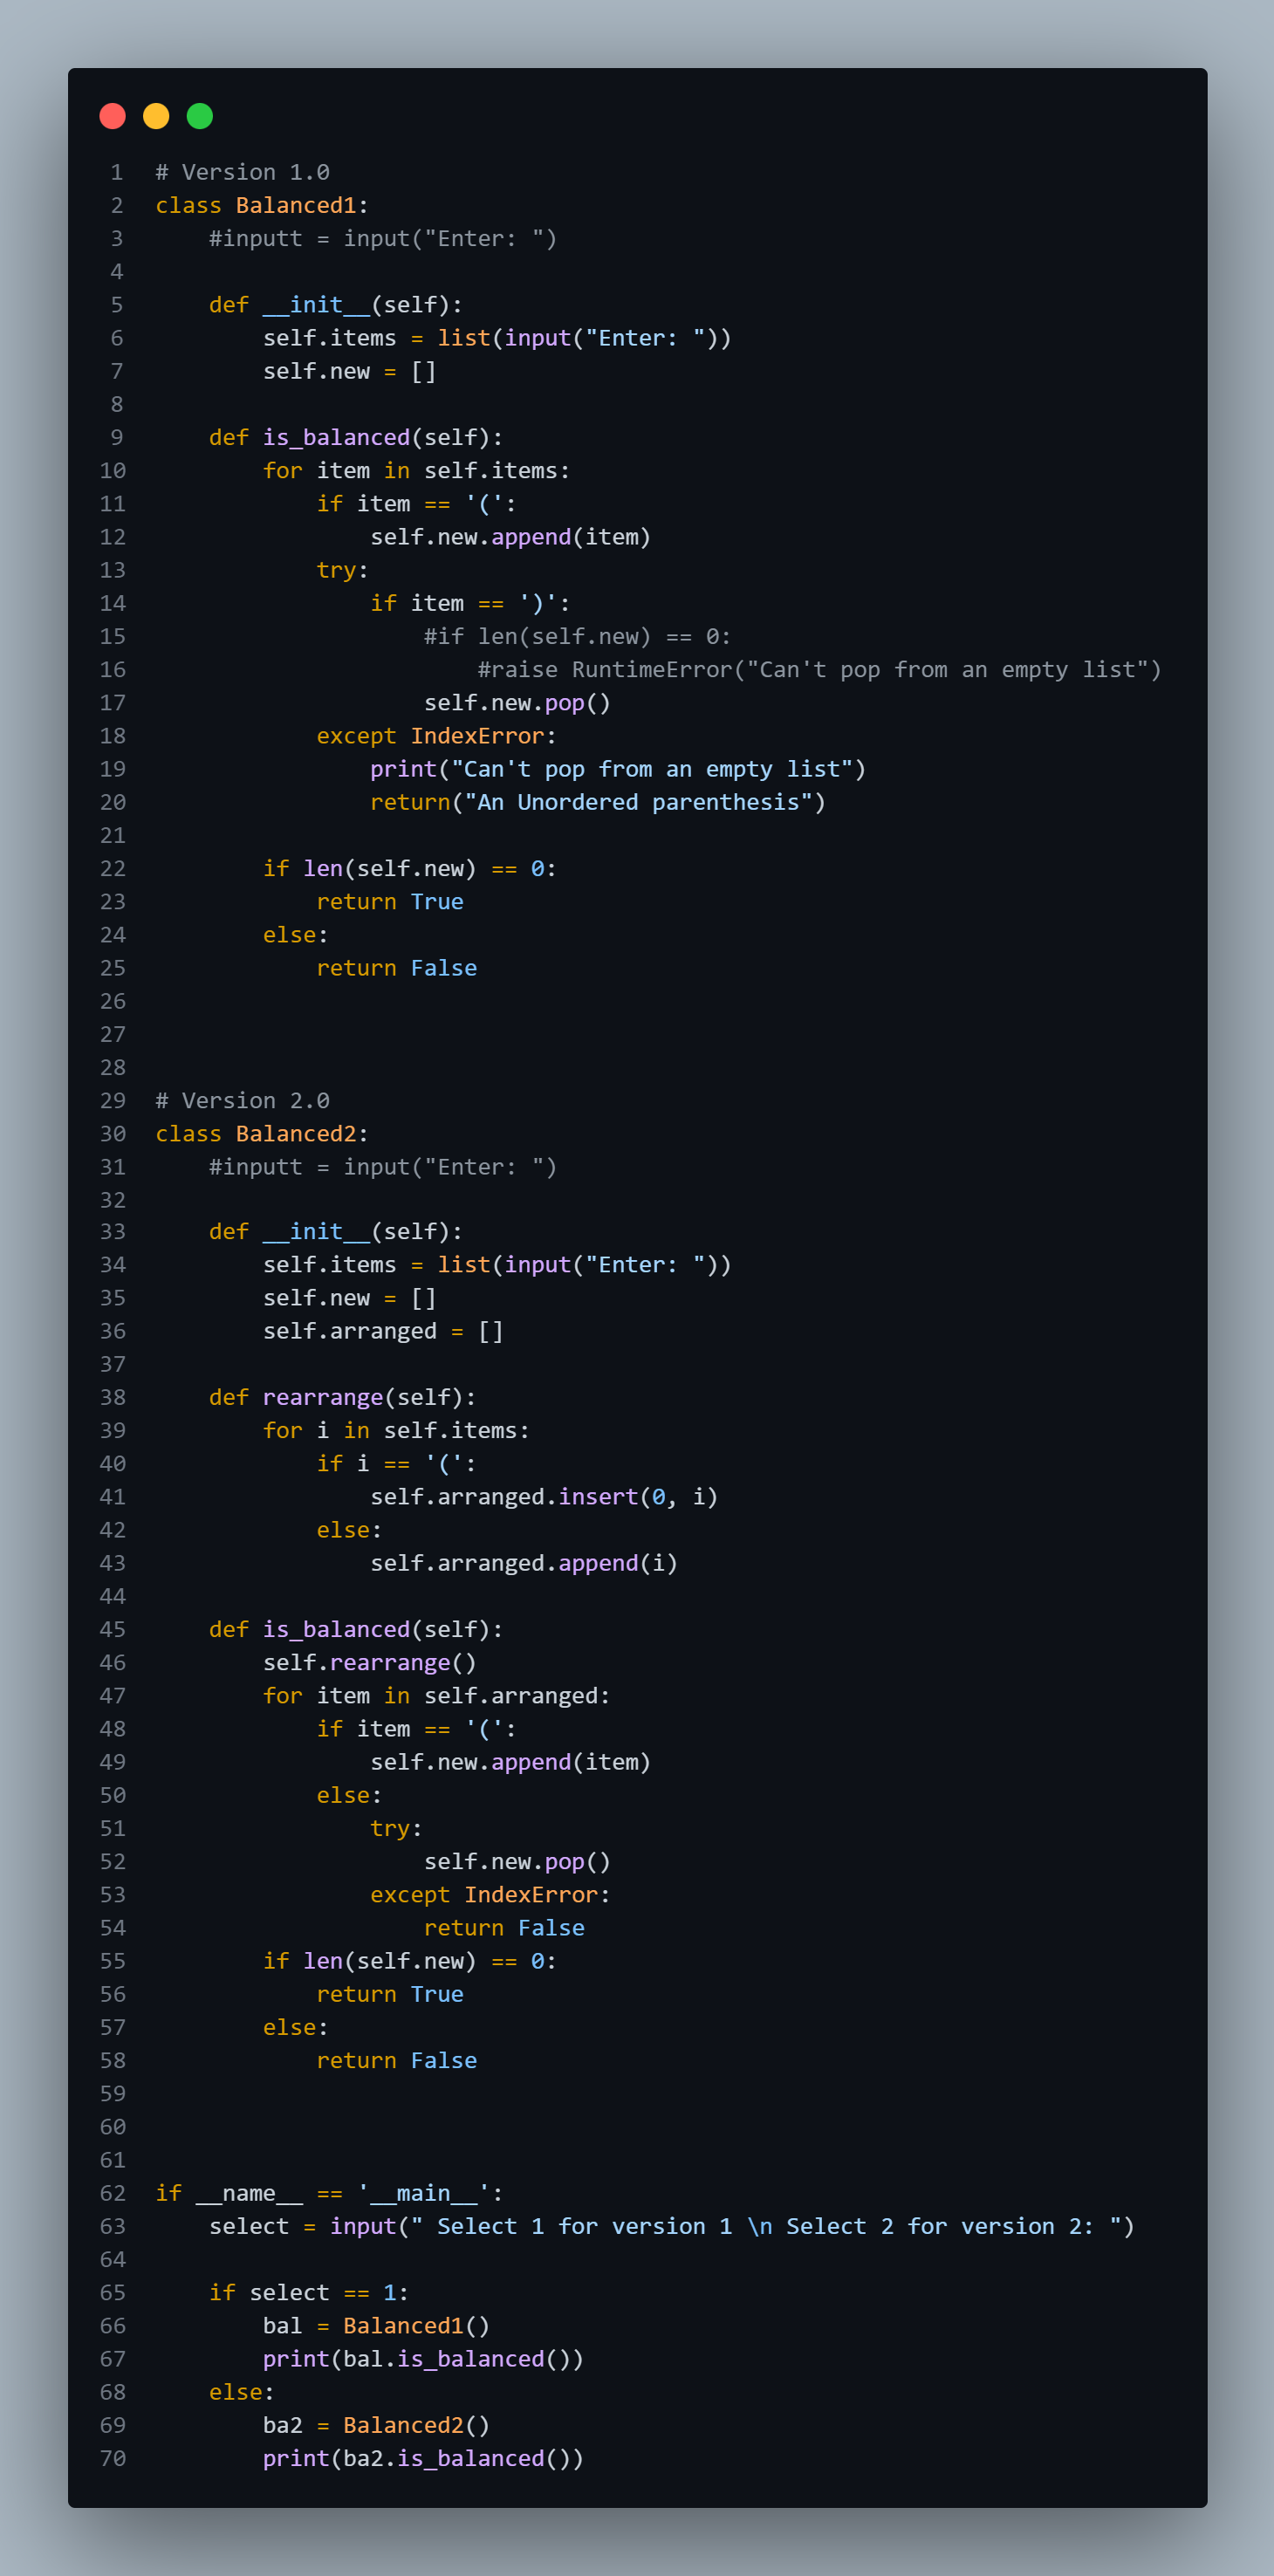 1 # Version 1.0
2 class Balanced1:
3     #inputt = input("Enter: ")
4
5     def __init__(self):
6         self.items = list(input("Enter: "))
7         self.new = []
8
9     def is_balanced(self):
10         for item in self.items:
11             if item == '(':
12                 self.new.append(item)
13             try:
14                 if item == ')':
15                     #if len(self.new) == 0:
16                         #raise RuntimeError("Can't pop from an empty list")
17                     self.new.pop()
18             except IndexError:
19                 print("Can't pop from an empty list")
20                 return("An Unordered parenthesis")
21
22         if len(self.new) == 0:
23             return True
24         else:
25             return False
26
27
28
29 # Version 2.0
30 class Balanced2:
31     #inputt = input("Enter: ")
32
33     def __init__(self):
34         self.items = list(input("Enter: "))
35         self.new = []
36         self.arranged = []
37
38     def rearrange(self):
39         for i in self.items:
40             if i == '(':
41                 self.arranged.insert(0, i)
42             else:
43                 self.arranged.append(i)
44
45     def is_balanced(self):
46         self.rearrange()
47         for item in self.arranged:
48             if item == '(':
49                 self.new.append(item)
50             else:
51                 try:
52                     self.new.pop()
53                 except IndexError:
54                     return False
55         if len(self.new) == 0:
56             return True
57         else:
58             return False
59
60
61
62 if __name__ == '__main__':
63     select = input(" Select 1 for version 1 \n Select 2 for version 2: ")
64
65     if select == 1:
66         bal = Balanced1()
67         print(bal.is_balanced())
68     else:
69         ba2 = Balanced2()
70         print(ba2.is_balanced())